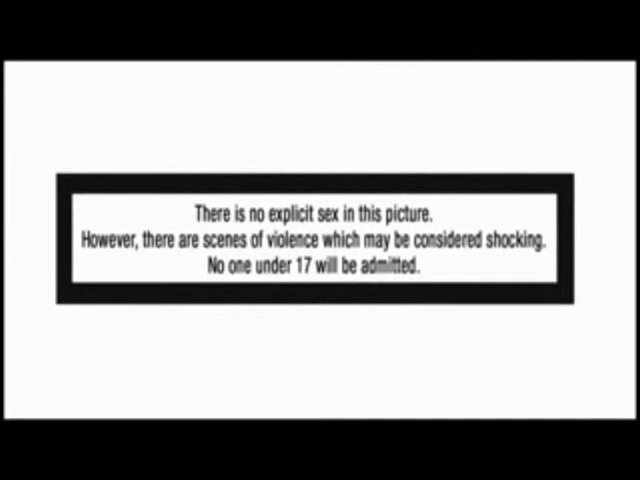 There is no explicit sex in this picture.
However, there are scenes of violence which may be considered shocking.
No one under 17 will be admitted.